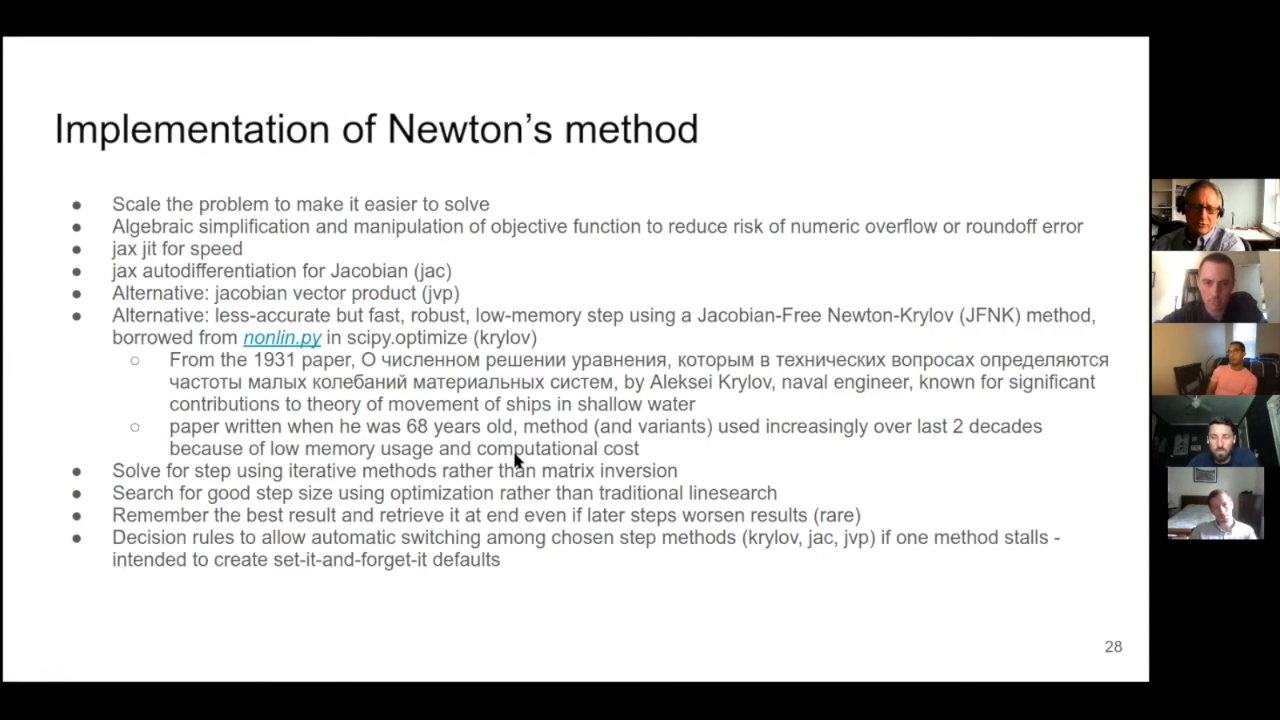 Implementation of Newton's method
● Scale the problem to make it easier to solve
● Algebraic simplification and manipulation of objective function to reduce risk of numeric overflow or roundoff error
● jax jit for speed
● jax autodifferentiation for Jacobian (jac)
● Alternative: jacobian vector product (jvp)
● Alternative: less-accurate but fast, robust, low-memory step using a Jacobian-Free Newton-Krylov (JFNK) method,
borrowed from nonlin.py in scipy.optimize (krylov)
○ From the 1931 paper, О численном решении уравнения, которым в технических вопросах определяются
частоты малых колебаний материальных систем, by Aleksei Krylov, naval engineer, known for significant
contributions to theory of movement of ships in shallow water
○ paper written when he was 68 years old, method (and variants) used increasingly over last 2 decades
because of low memory usage and computational cost
● Solve for step using iterative methods rather than matrix inversion
● Search for good step size using optimization rather than traditional linesearch
● Remember the best result and retrieve it at end even if later steps worsen results (rare)
● Decision rules to allow automatic switching among chosen step methods (krylov, jac, jvp) if one method stalls -
intended to create set-it-and-forget-it defaults
28